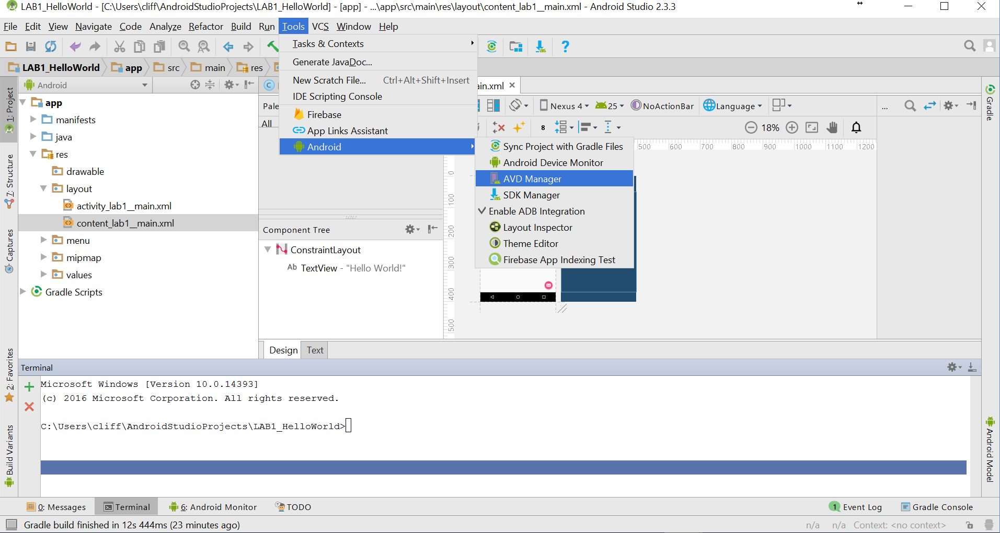 LAB1_HelloWorld - [C:\Users\cliff\AndroidStudioProjects\LAB1_HelloWorld] - [app] - ...\app\src\main\res\layout\content_lab1__main.xml - Android Studio 2.3.3
File Edit View Navigate Code Analyze Refactor Build Run Tools VCS Window Help
Tasks & Contexts
Generate JavaDoc...
New Scratch File... Ctrl+Alt+Shift+Insert
IDE Scripting Console
Firebase
App Links Assistant
Android
Sync Project with Gradle Files
Android Device Monitor
AVD Manager
SDK Manager
Enable ADB Integration
Layout Inspector
Theme Editor
Firebase App Indexing Test
LAB1_HelloWorld app src main res
Android
ain.xml
1: Project
7: Structure
Captures
2: Favorites
Build Variants
app
manifests
java
res
drawable
layout
activity_lab1__main.xml
content_lab1__main.xml
menu
mipmap
values
Gradle Scripts
C
Pale
All
Nexus 4 25 NoActionBar Language
...
8
18%
500 600 700 800 900 1000 1100 1200
0
100
200
300
400
500
Component Tree
ConstraintLayout
Ab TextView - "Hello World!"
Design Text
Gradle
Android Model
Terminal
Microsoft Windows [Version 10.0.14393]
(c) 2016 Microsoft Corporation. All rights reserved.
C:\Users\cliff\AndroidStudioProjects\LAB1_HelloWorld>
0: Messages Terminal 6: Android Monitor TODO 1 Event Log Gradle Console
Gradle build finished in 12s 444ms (23 minutes ago) n/a n/a Context: <no context>